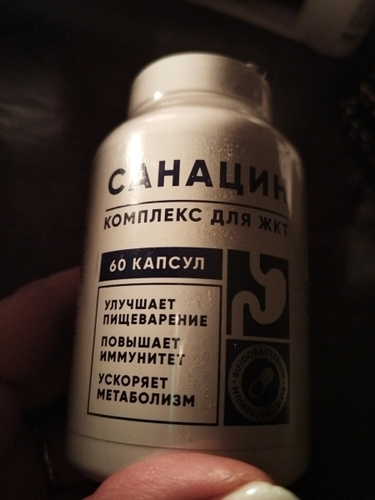 САНАЦИН
КОМПЛЕКС ДЛЯ ЖКТ
60 КАПСУЛ
УЛУЧШАЕТ
ПИЩЕВАРЕНИЕ
ПОВЫШАЕТ
ИММУНИТЕТ
УСКОРЯЕТ
МЕТАБОЛИЗМ